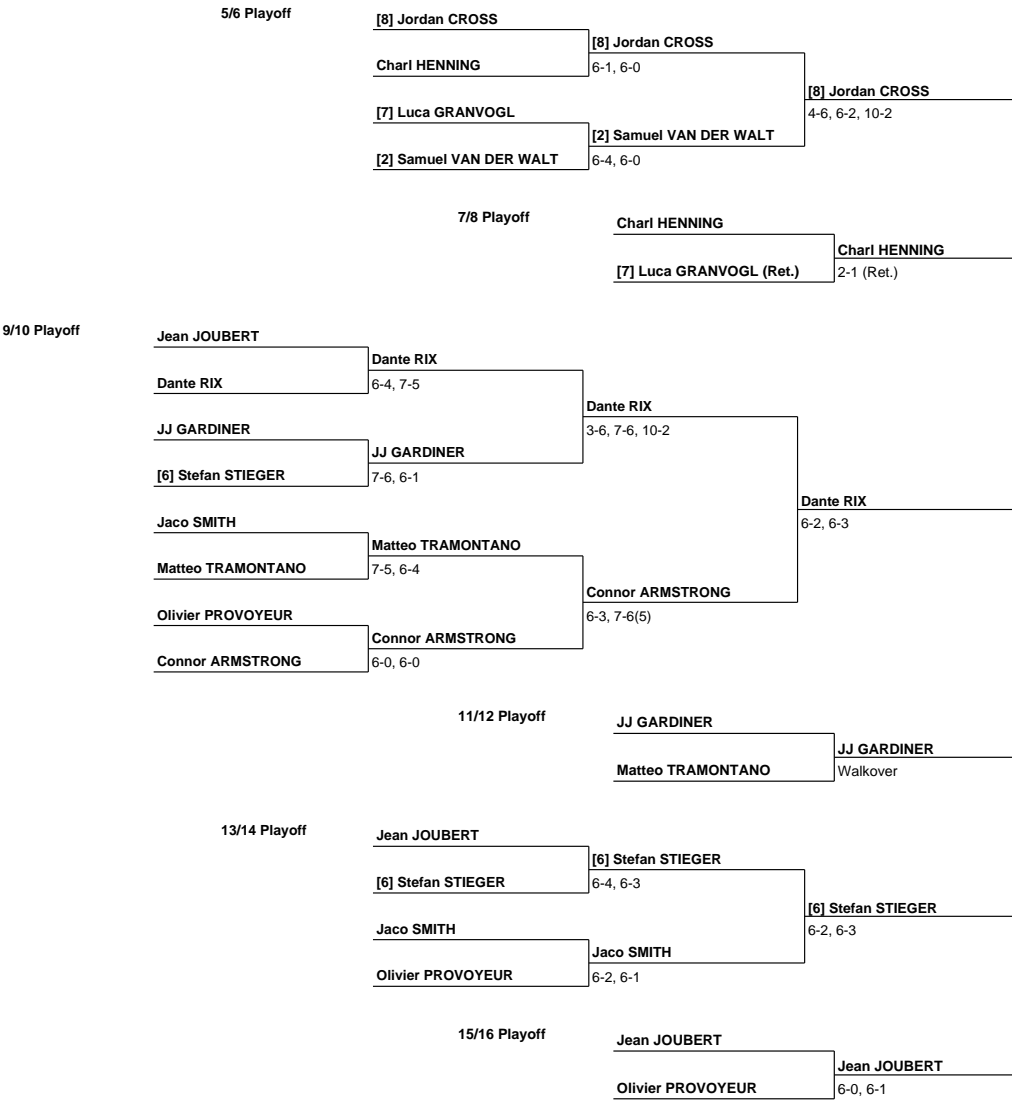 5/6 Playoff
[8] Jordan CROSS
[8] Jordan CROSS
Charl HENNING
6-1, 6-0
[8] Jordan CROSS
4-6, 6-2, 10-2
[7] Luca GRANVOGL
[2] Samuel VAN DER WALT
[2] Samuel VAN DER WALT
6-4, 6-0
7/8 Playoff
Charl HENNING
Charl HENNING
[7] Luca GRANVOGL (Ret.)
2-1 (Ret.)
9/10 Playoff
Jean JOUBERT
Dante RIX
Dante RIX
6-4, 7-5
Dante RIX
3-6, 7-6, 10-2
JJ GARDINER
JJ GARDINER
[6] Stefan STIEGER
7-6, 6-1
Dante RIX
6-2, 6-3
Jaco SMITH
Matteo TRAMONTANO
Matteo TRAMONTANO
7-5, 6-4
Connor ARMSTRONG
6-3, 7-6(5)
Olivier PROVOYEUR
Connor ARMSTRONG
Connor ARMSTRONG
6-0, 6-0
11/12 Playoff
JJ GARDINER
JJ GARDINER
Matteo TRAMONTANO
Walkover
13/14 Playoff
Jean JOUBERT
[6] Stefan STIEGER
[6] Stefan STIEGER
6-4, 6-3
[6] Stefan STIEGER
6-2, 6-3
Jaco SMITH
Jaco SMITH
Olivier PROVOYEUR
6-2, 6-1
15/16 Playoff
Jean JOUBERT
Jean JOUBERT
Olivier PROVOYEUR
6-0, 6-1